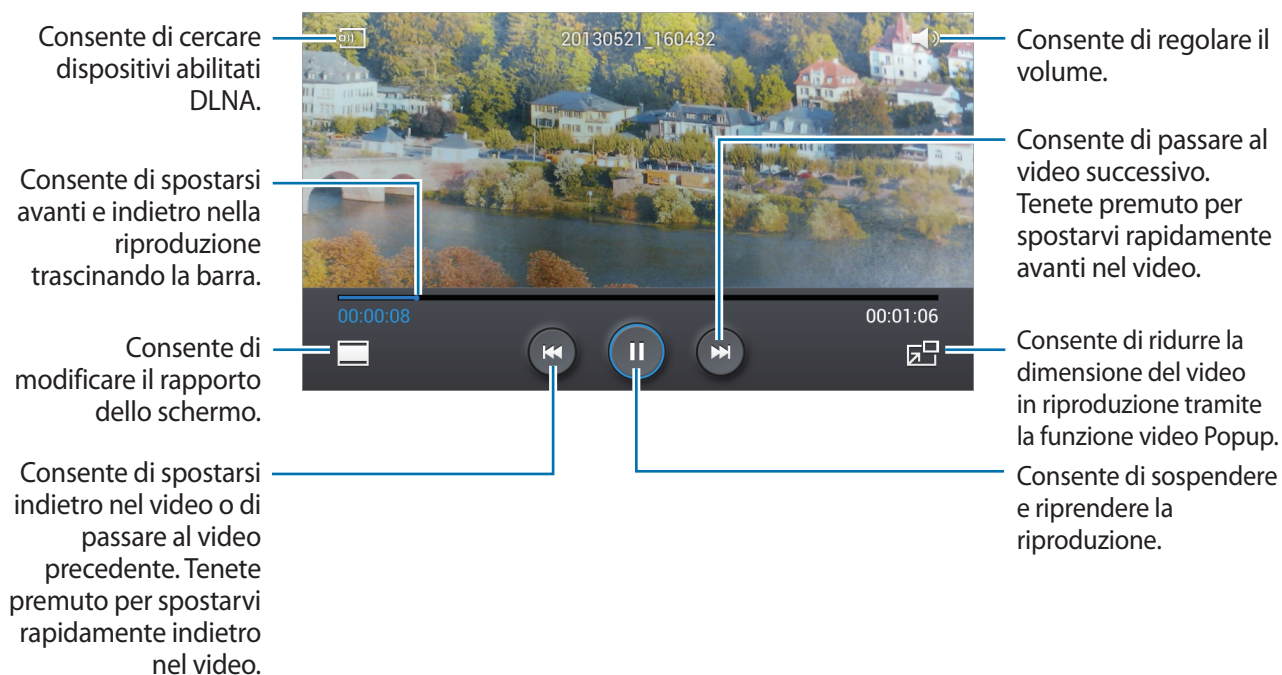 Consente di cercare
dispositivi abilitati
DLNA.
Consente di spostarsi
avanti e indietro nella
riproduzione
trascinando la barra.
Consente di
modificare il rapporto
dello schermo.
Consente di spostarsi
indietro nel video o di
passare al video
precedente. Tenete
premuto per spostarvi
rapidamente indietro
nel video.
20130521_160432
00:00:08
00:01:06
Consente di regolare il
volume.
Consente di passare al
video successivo.
Tenete premuto per
spostarvi rapidamente
avanti nel video.
Consente di ridurre la
dimensione del video
in riproduzione tramite
la funzione video Popup.
Consente di sospendere
e riprendere la
riproduzione.